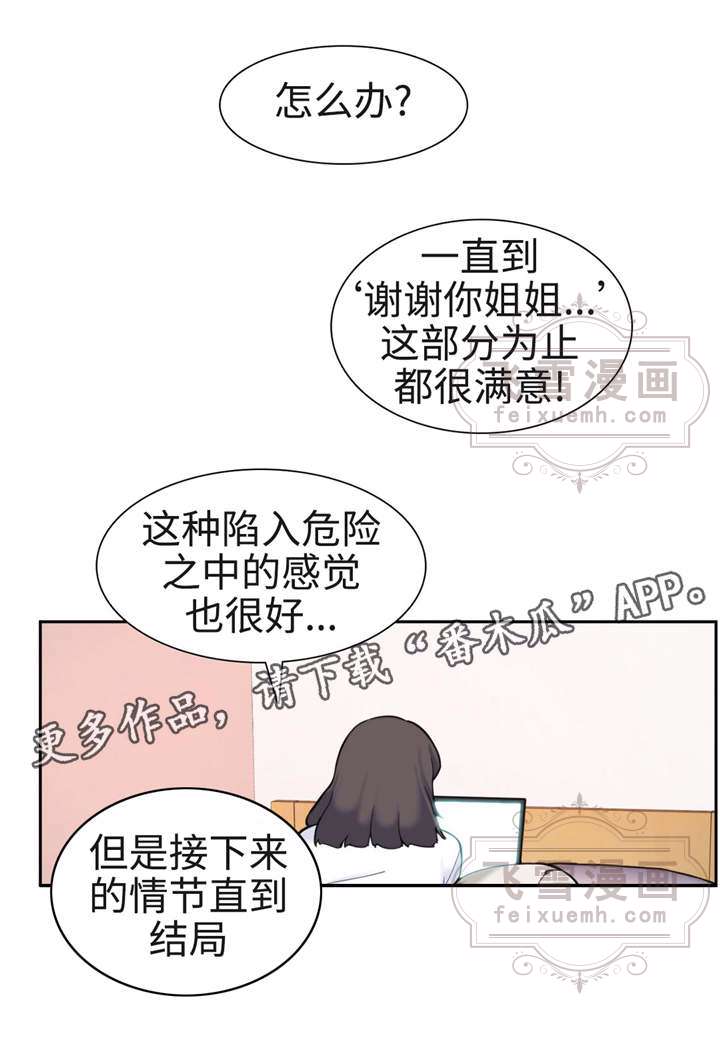 怎么办?
一直到
‘谢谢你姐姐...’
这部分为止
都很满意!
飞雪漫画
feixuemh.com
这种陷入危险
之中的感觉
也很好...
更多作品，请下载“番木瓜”APP。
但是接下来
的情节直到
结局
飞雪漫画
feixuemh.com